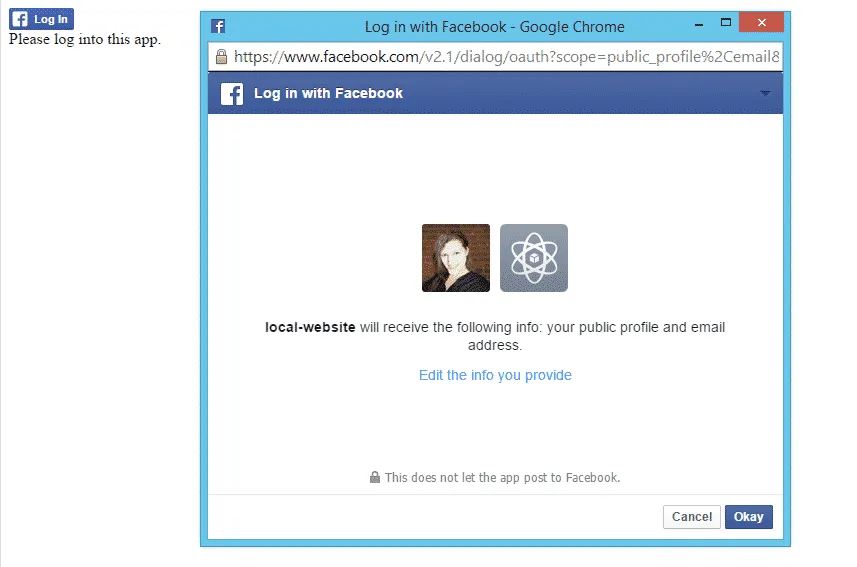 Log In
Please log into this app.
Log in with Facebook - Google Chrome
https://www.facebook.com/v2.1/dialog/oauth?scope=public_profile%2Cemail8
Log in with Facebook
local-website will receive the following info: your public profile and email
address.
Edit the info you provide
This does not let the app post to Facebook.
Cancel Okay